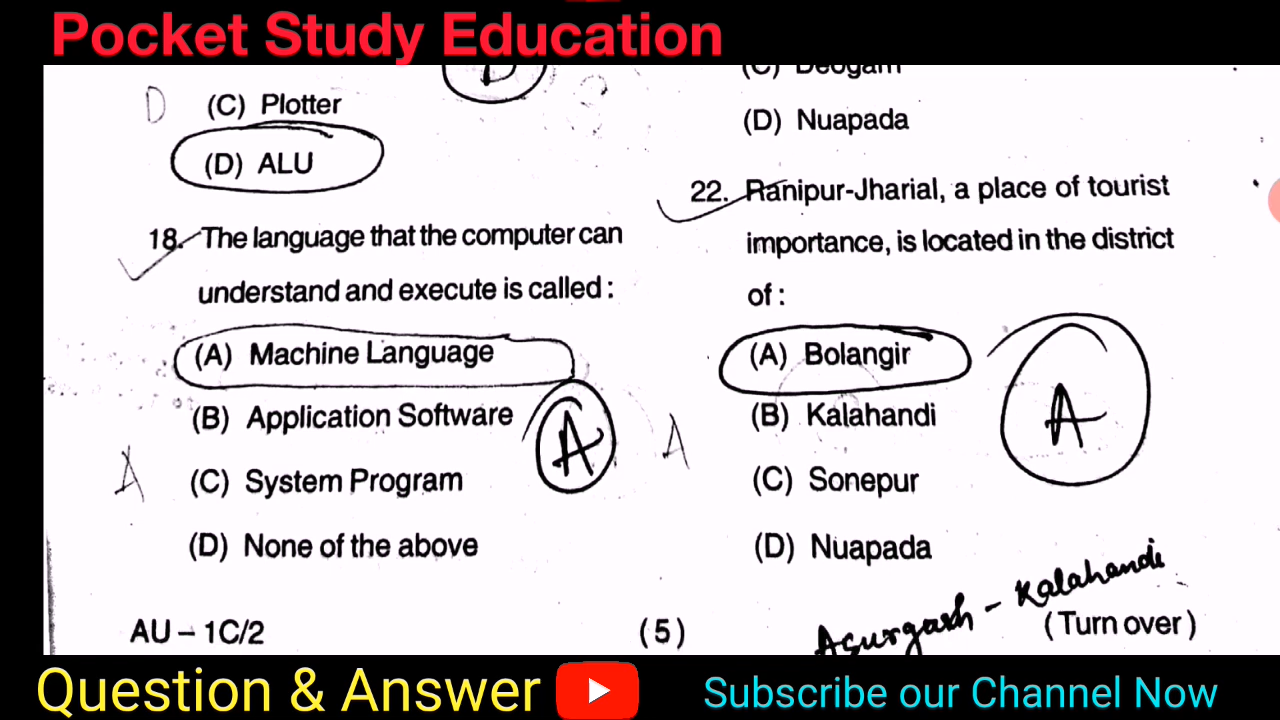 Pocket Study Education
D
D
(C) Plotter
(D) ALU
18. The language that the computer can
understand and execute is called :
(A) Machine Language
(B) Application Software
(C) System Program
(D) None of the above
A
A
AU – 1C/2
(5)
(C) Deogarh
(D) Nuapada
22. Ranipur-Jharial, a place of tourist
importance, is located in the district
of :
(A) Bolangir
(B) Kalahandi
(C) Sonepur
(D) Nuapada
A
A
Asurgarh – Kalahandi
( Turn over )
Question & Answer
Subscribe our Channel Now